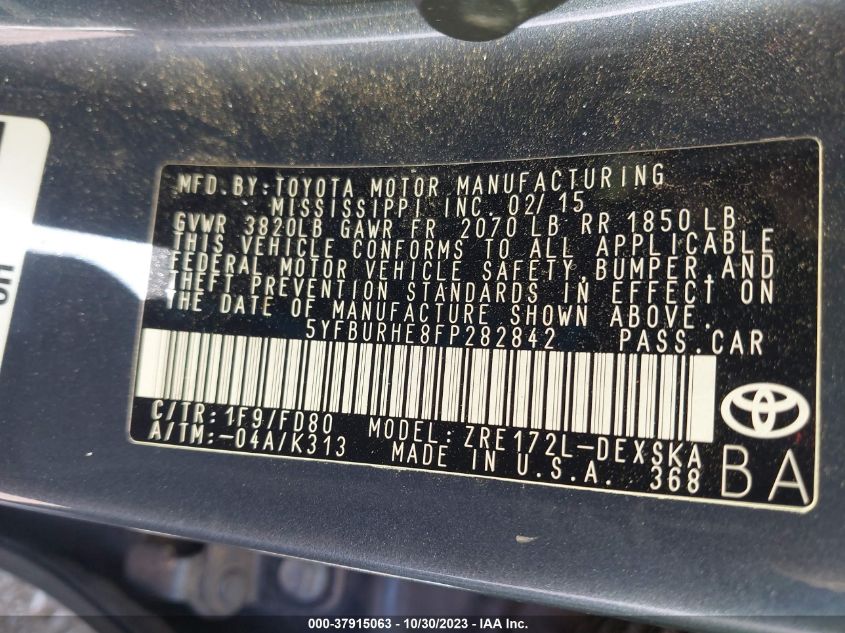 MFD. BY: TOYOTA MOTOR MANUFACTURING
MISSISSIPPI INC. 02/15
GVWR 3820LB GAWR FR 2070 LB RR 1850LB
THIS VEHICLE CONFORMS TO ALL APPLICABLE
FEDERAL MOTOR VEHICLE SAFETY, BUMPER, AND
THEFT PREVENTION STANDARDS IN EFFECT ON
THE DATE OF MANUFACTURE SHOWN ABOVE.
5YFBURHE8FP282842 PASS.CAR
C/TR: 1F9/FD80 MODEL: ZRE172L-DEXSKA
A/TM: -04A/K313 MADE IN U.S.A. 368
BA
000-37915063 - 10/30/2023 - IAA Inc.